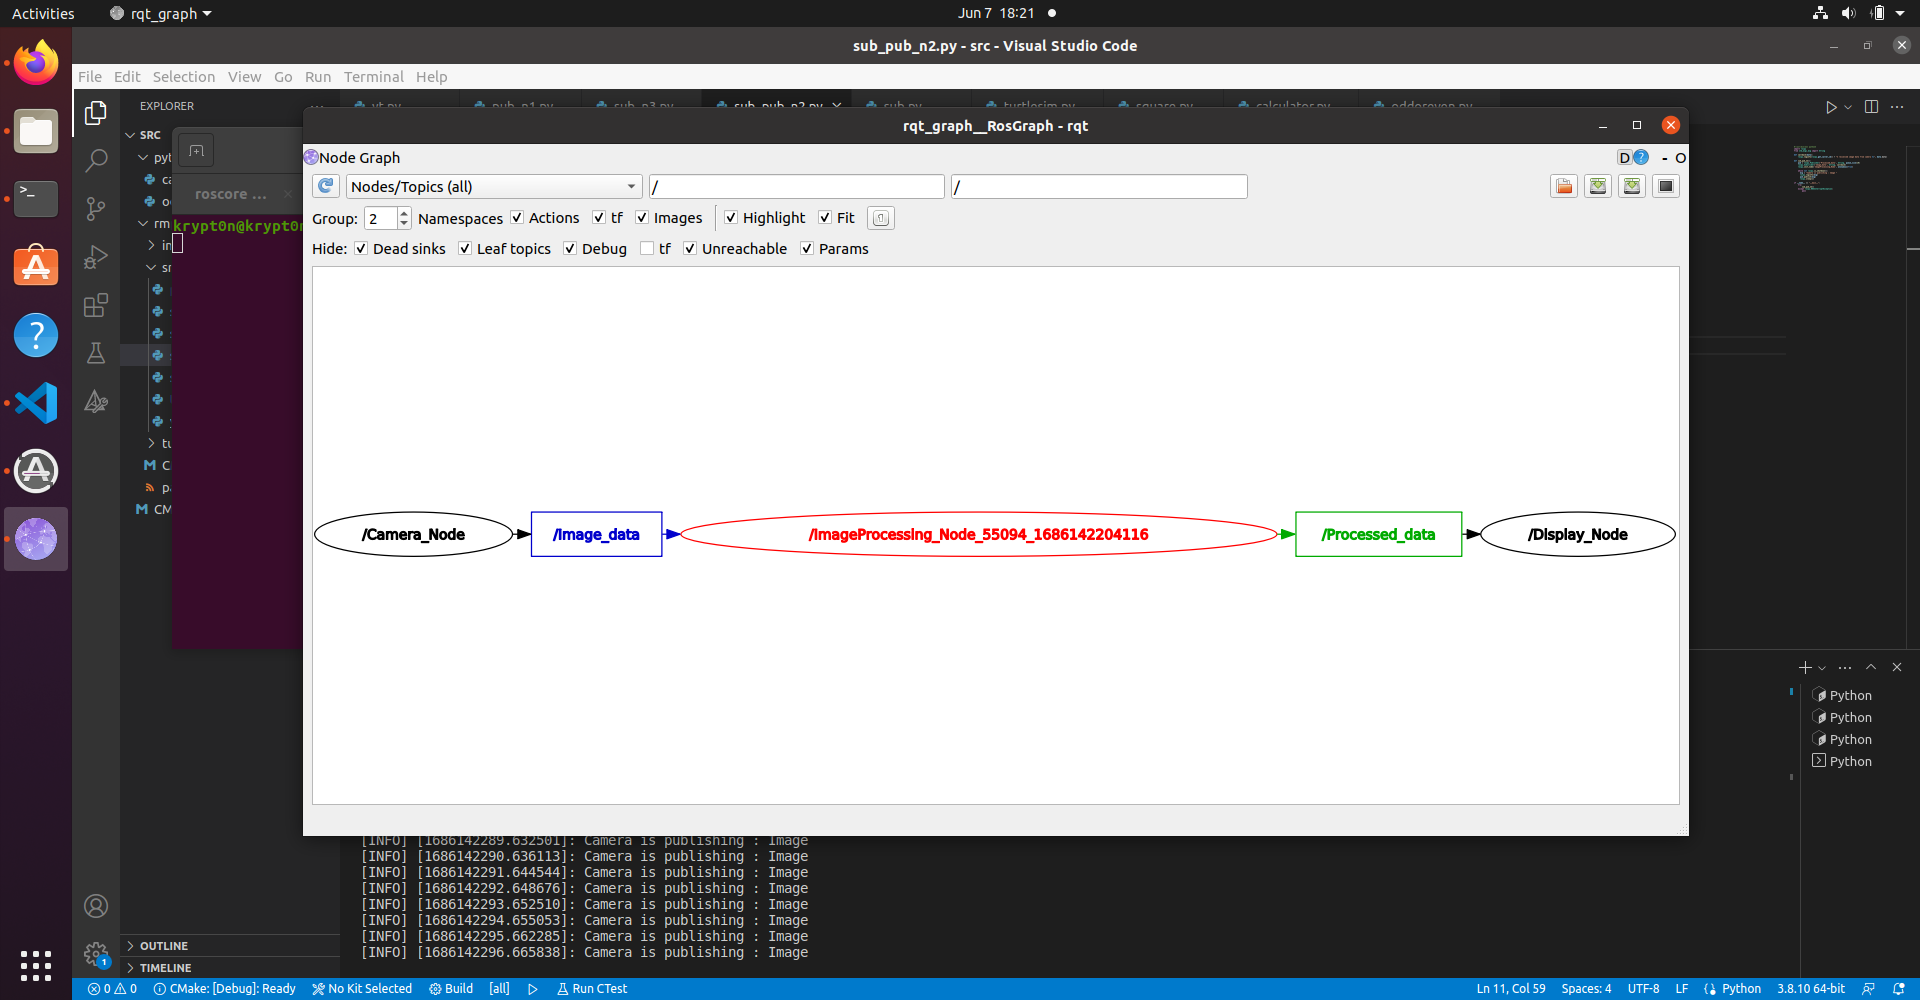 Activities
rqt_graph
Jun 7 18:21
sub_pub_n2.py - src - Visual Studio Code
File Edit Selection View Go Run Terminal Help
EXPLORER
SRC
roscore ...
krypt0n@krypt0n
rqt_graph__RosGraph - rqt
Node Graph
D ? - O
Nodes/Topics (all)
/
/
Group: 2 Namespaces Actions tf Images Highlight Fit
Hide: Dead sinks Leaf topics Debug tf Unreachable Params
/Camera_Node
/Image_data
/ImageProcessing_Node_55094_1686142204116
/Processed_data
/Display_Node
Python
Python
Python
Python
[INFO] [1686142289.632501]: Camera is publishing : Image
[INFO] [1686142290.636113]: Camera is publishing : Image
[INFO] [1686142291.644544]: Camera is publishing : Image
[INFO] [1686142292.648676]: Camera is publishing : Image
[INFO] [1686142293.652510]: Camera is publishing : Image
[INFO] [1686142294.655053]: Camera is publishing : Image
[INFO] [1686142295.662285]: Camera is publishing : Image
[INFO] [1686142296.665838]: Camera is publishing : Image
OUTLINE
TIMELINE
0 0 CMake: [Debug]: Ready No Kit Selected Build [all] Run CTest
Ln 11, Col 59 Spaces: 4 UTF-8 LF Python 3.8.10 64-bit